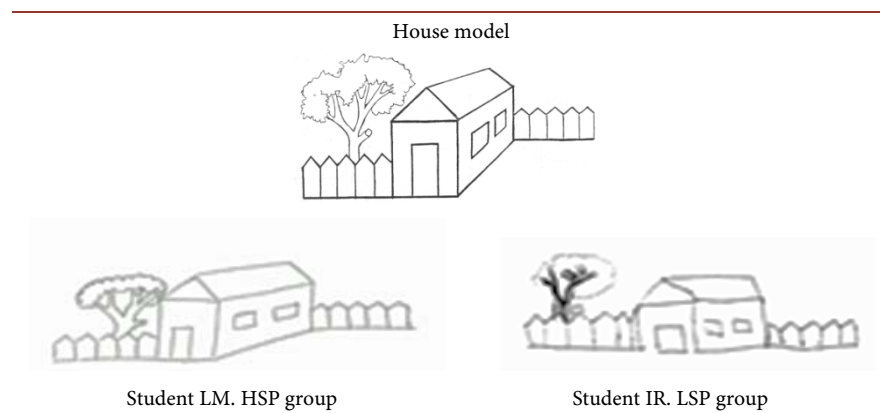 House model
Student LM. HSP group
Student IR. LSP group